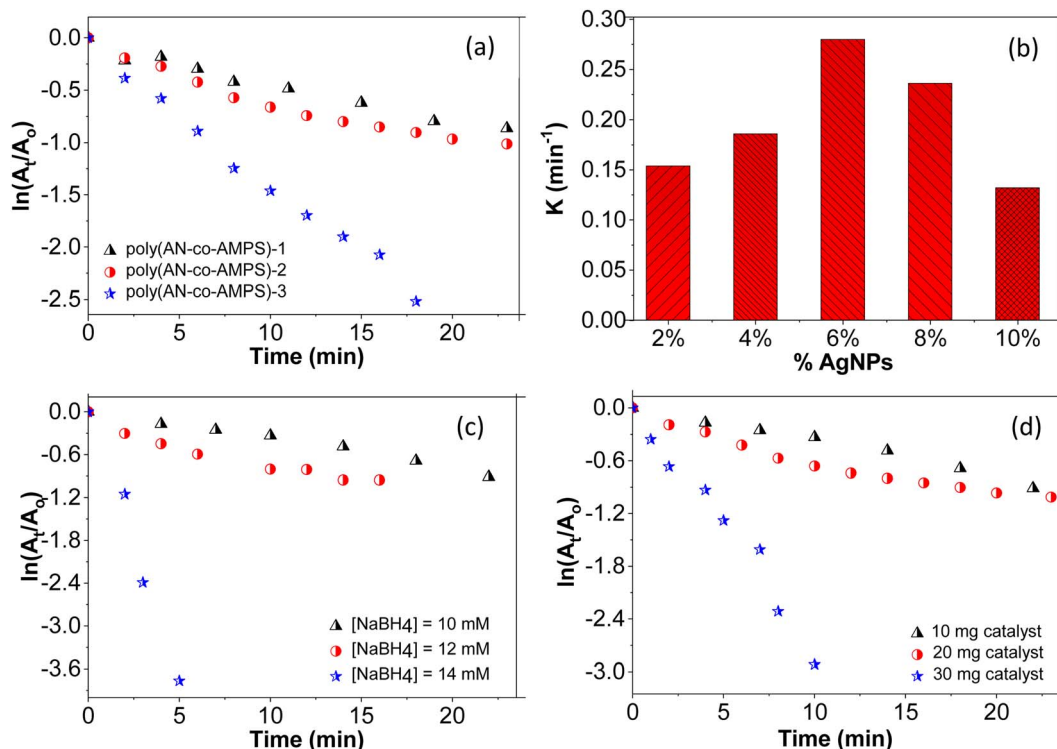 (a)
ln(At/Ao)
0.0
-0.5
-1.0
-1.5
-2.0
-2.5
poly(AN-co-AMPS)-1
poly(AN-co-AMPS)-2
poly(AN-co-AMPS)-3
0 5 10 15 20
Time (min)
(b)
K (min-1)
0.30
0.25
0.20
0.15
0.10
0.05
0.00
2% 4% 6% 8% 10%
% AgNPs
(c)
ln(At/Ao)
0.0
-0.6
-1.2
-1.8
-2.4
-3.0
-3.6
[NaBH4] = 10 mM
[NaBH4] = 12 mM
[NaBH4] = 14 mM
0 5 10 15 20
Time (min)
(d)
ln(At/Ao)
0.0
-0.6
-1.2
-1.8
-2.4
-3.0
10 mg catalyst
20 mg catalyst
30 mg catalyst
0 5 10 15 20
Time (min)